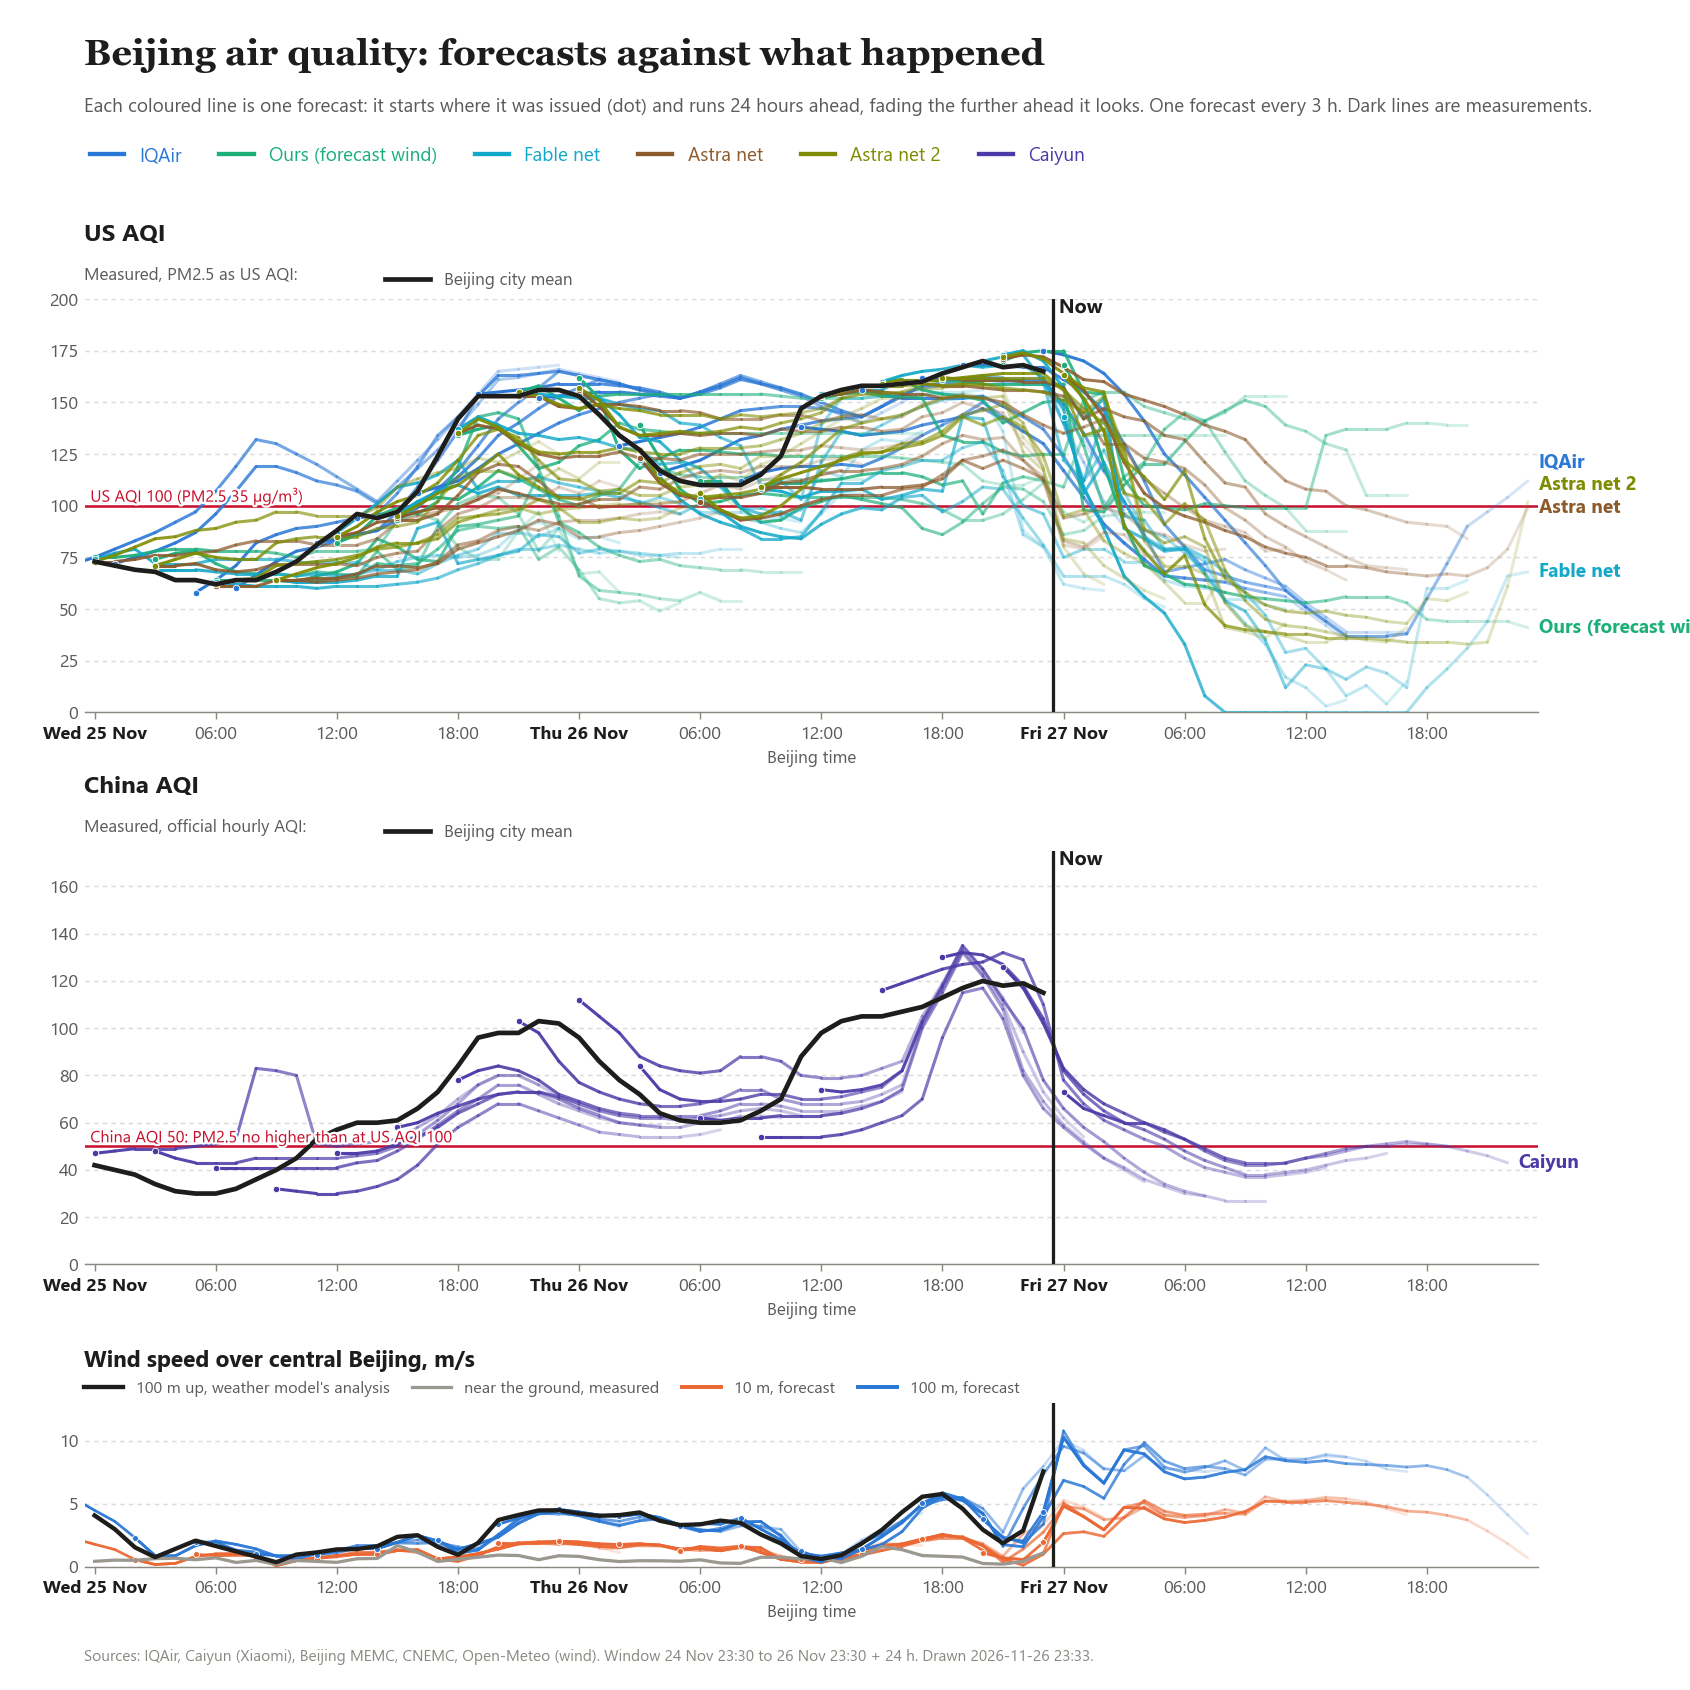 Beijing air quality: forecasts against what happened
Each coloured line is one forecast: it starts where it was issued (dot) and runs 24 hours ahead, fading the further ahead it looks. One forecast every 3 h. Dark lines are measurements.
IQAir Ours (forecast wind) Fable net Astra net Astra net 2 Caiyun
US AQI
Measured, PM2.5 as US AQI: Beijing city mean
200
Now
175
150
125
IQAir
Astra net 2
US AQI 100 (PM2.5 35 µg/m³)
100
Astra net
75
Fable net
50
Ours (forecast wi
25
0
Wed 25 Nov 06:00 12:00 18:00 Thu 26 Nov 06:00 12:00 18:00 Fri 27 Nov 06:00 12:00 18:00
Beijing time
China AQI
Measured, official hourly AQI: Beijing city mean
Now
160
140
120
100
80
60
China AQI 50: PM2.5 no higher than at US AQI 100
40
Caiyun
20
0
Wed 25 Nov 06:00 12:00 18:00 Thu 26 Nov 06:00 12:00 18:00 Fri 27 Nov 06:00 12:00 18:00
Beijing time
Wind speed over central Beijing, m/s
100 m up, weather model's analysis near the ground, measured 10 m, forecast 100 m, forecast
10
5
0
Wed 25 Nov 06:00 12:00 18:00 Thu 26 Nov 06:00 12:00 18:00 Fri 27 Nov 06:00 12:00 18:00
Beijing time
Sources: IQAir, Caiyun (Xiaomi), Beijing MEMC, CNEMC, Open-Meteo (wind). Window 24 Nov 23:30 to 26 Nov 23:30 + 24 h. Drawn 2026-11-26 23:33.